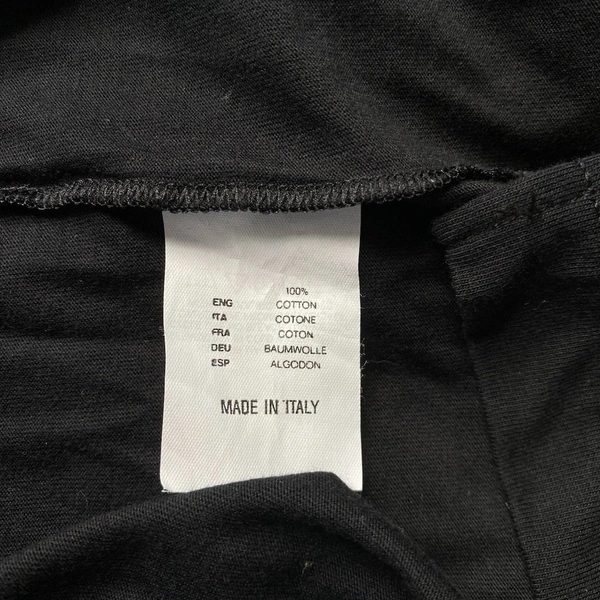 100%
ENG COTTON
ITA COTONE
FRA COTON
DEU BAUMWOLLE
ESP ALGODON
MADE IN ITALY